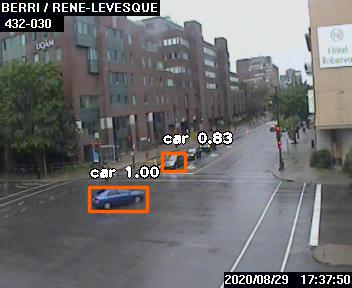 BERRI / RENE-LEVESQUE
432-030
UQÀM
Hôtel
Roberval
car 0.83
car 1.00
2020/08/29 17:37:50